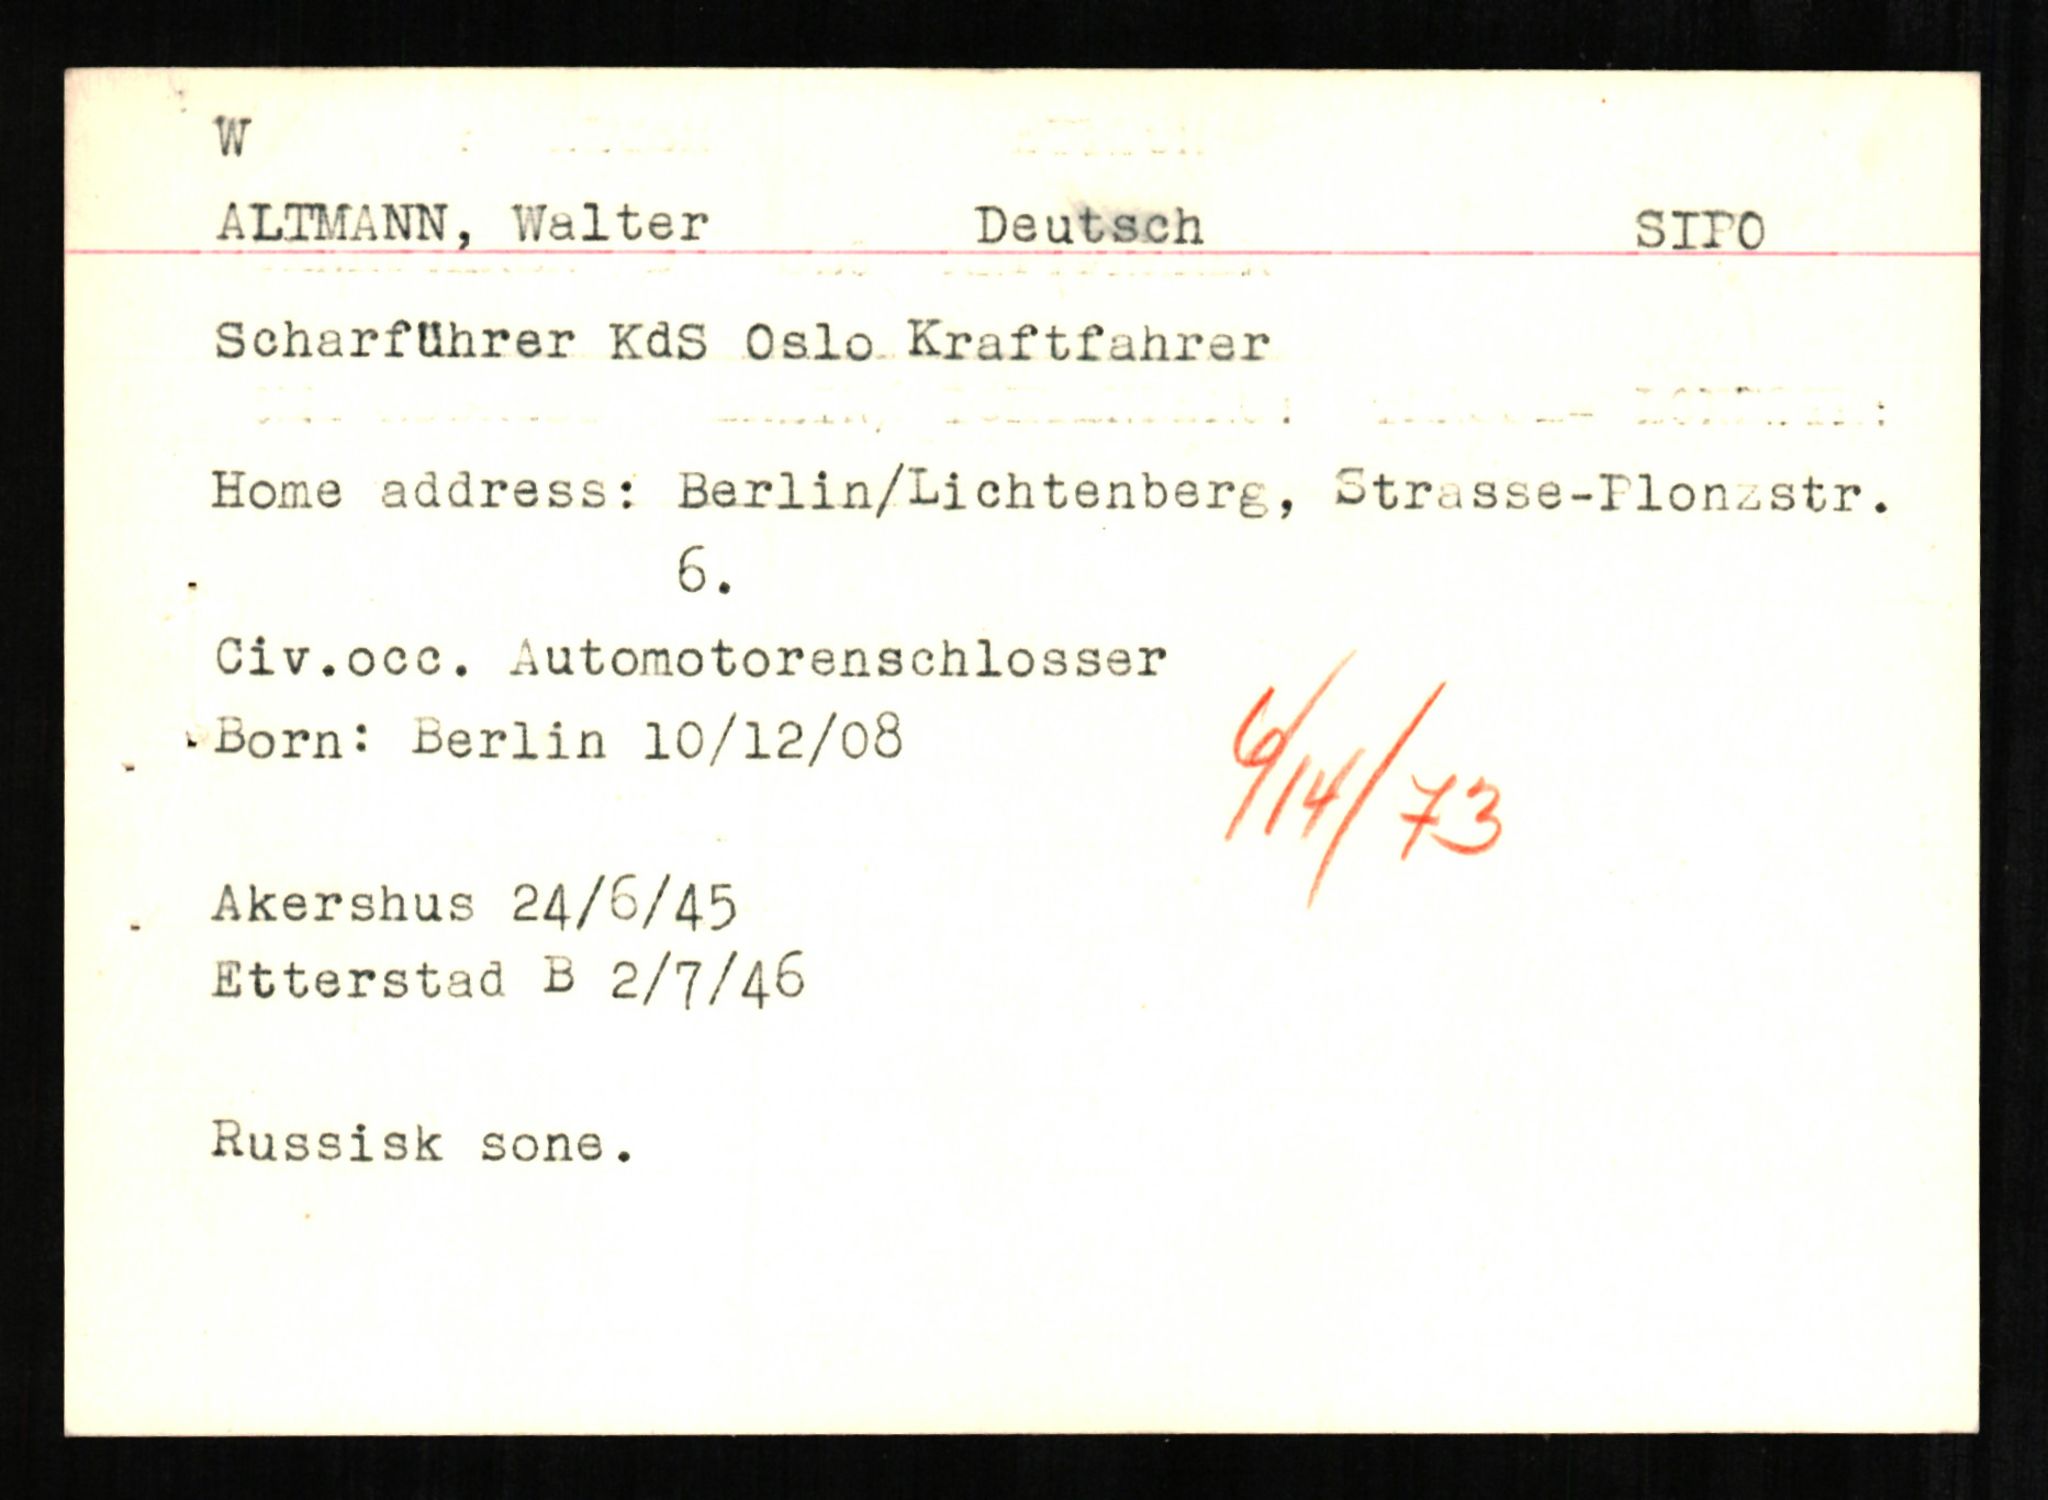 W
ALTMANN, Walter Deutsch SIPO
Scharführer KdS Oslo Kraftfahrer
Home address: Berlin/Lichtenberg, Strasse-Plonzstr.
6.
Civ.occ. Automotorenschlosser
Born: Berlin 10/12/08
6/14/73
Akershus 24/6/45
Etterstad B 2/7/46
Russisk sone.